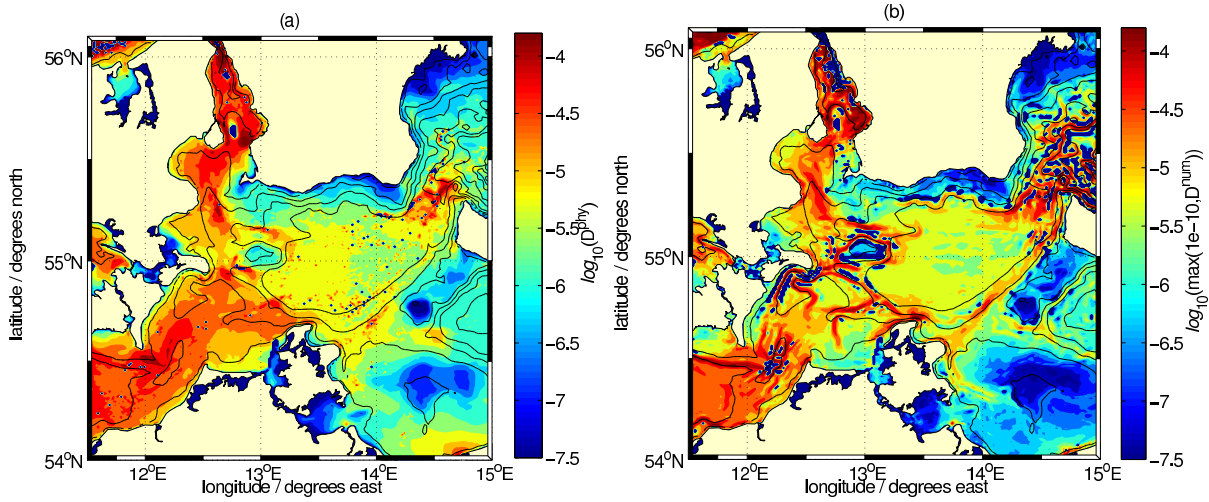 (a)
56°N
55°N
54°N
12°E
13°E
14°E
15°E
latitude / degrees north
longitude / degrees east
−4
−4.5
−5
−5.5
−6
−6.5
−7
−7.5
log10(Dphy)
(b)
56°N
55°N
54°N
12°E
13°E
14°E
15°E
latitude / degrees north
longitude / degrees east
−4
−4.5
−5
−5.5
−6
−6.5
−7
−7.5
log10(max(1e−10,Dnum))